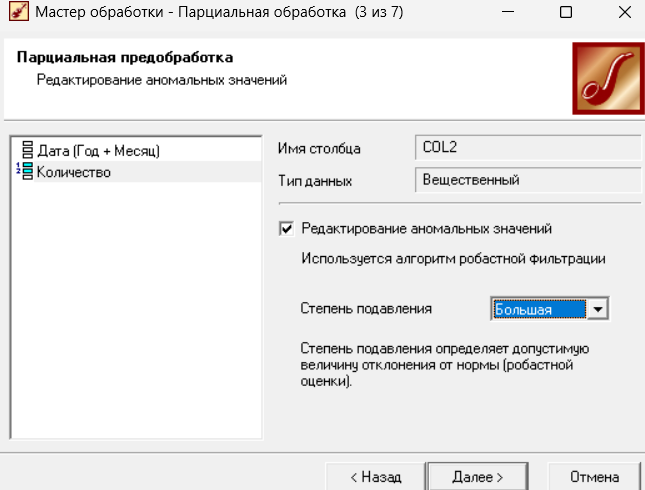 Мастер обработки - Парциальная обработка (3 из 7)
Парциальная предобработка
Редактирование аномальных значений
Дата (Год + Месяц)
Количество
Имя столбца
COL2
Тип данных
Вещественный
Редактирование аномальных значений
Используется алгоритм робастной фильтрации
Степень подавления
Большая
Степень подавления определяет допустимую
величину отклонения от нормы (робастной
оценки).
< Назад
Далее >
Отмена